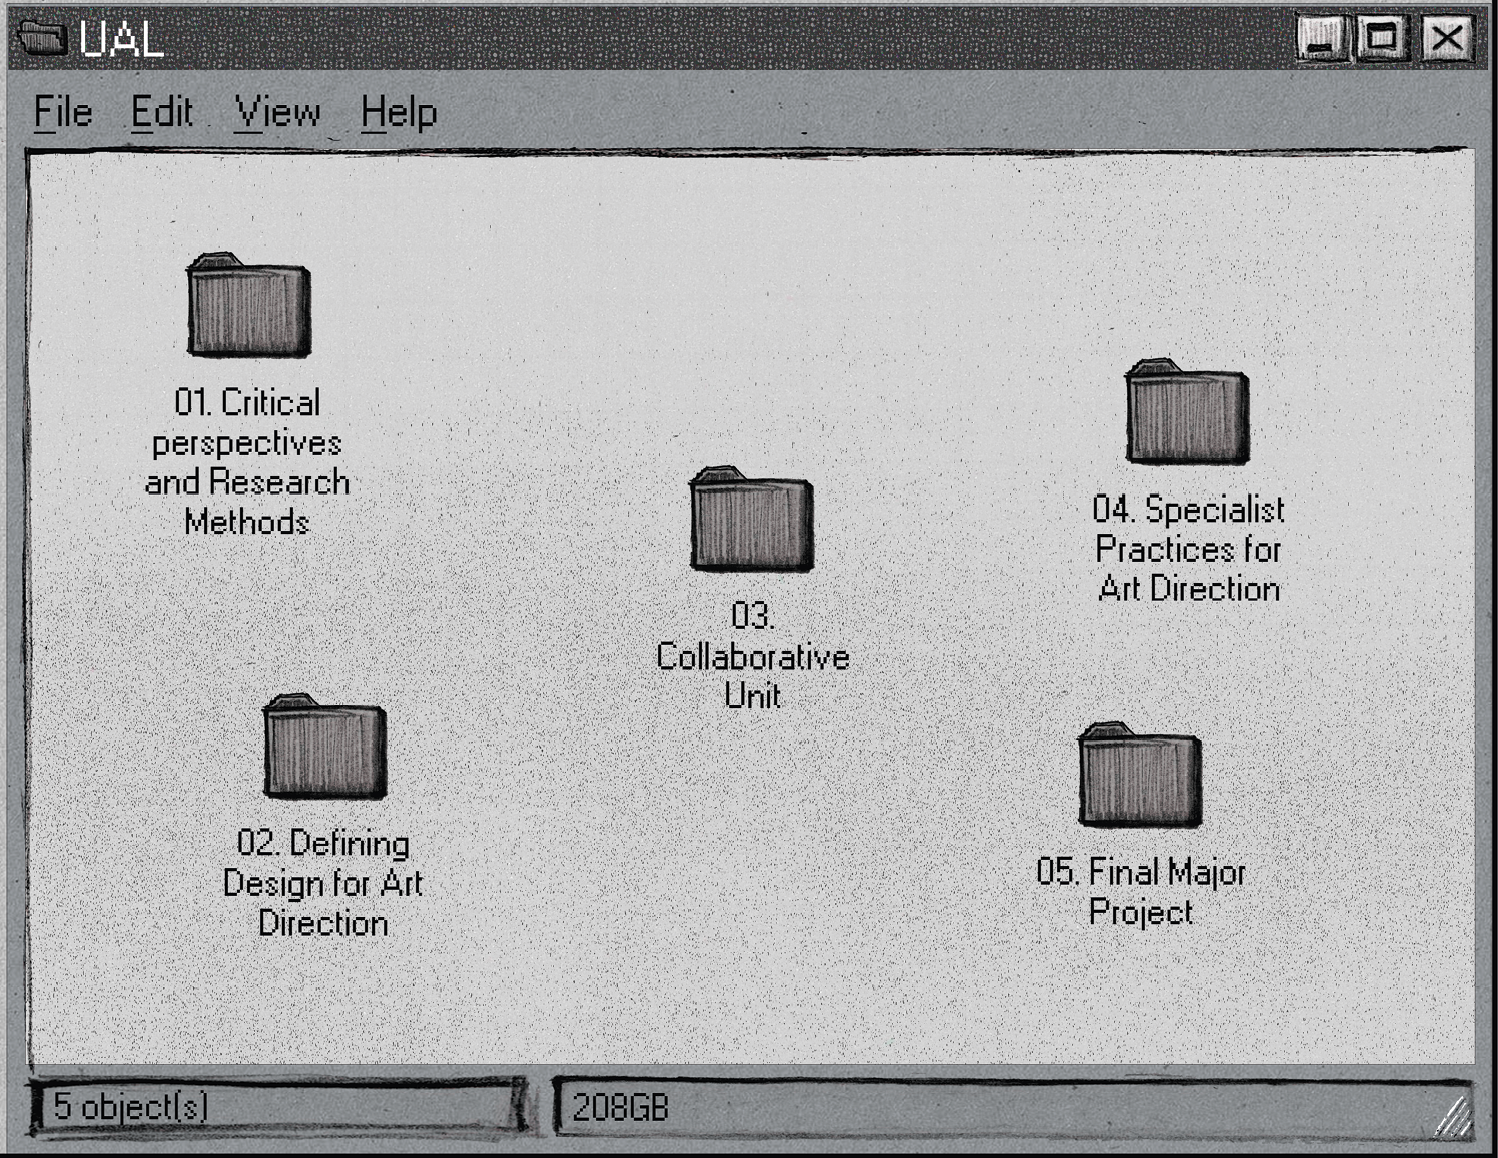 UAL
File Edit View Help
01. Critical
perspectives
and Research
Methods
04. Specialist
Practices for
Art Direction
03.
Collaborative
Unit
02. Defining
Design for Art
Direction
05. Final Major
Project
5 object(s)
208GB